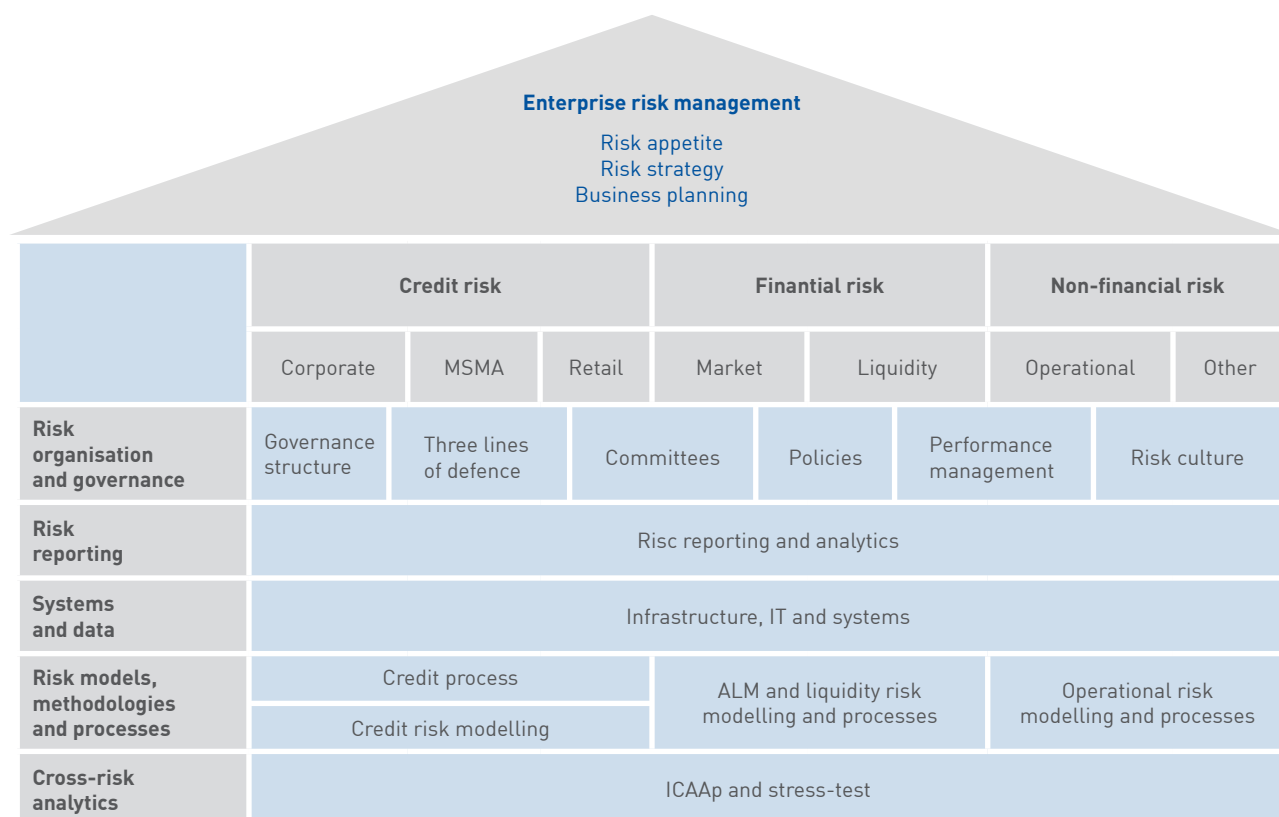 Enterprise risk management
Risk appetite
Risk strategy
Business planning
Credit risk
Finantial risk
Non-financial risk
Corporate
MSMA
Retail
Market
Liquidity
Operational
Other
Risk
organisation
and governance
Governance
structure
Three lines
of defence
Committees
Policies
Performance
management
Risk culture
Risk
reporting
Risc reporting and analytics
Systems
and data
Infrastructure, IT and systems
Risk models,
methodologies
and processes
Credit process
Credit risk modelling
ALM and liquidity risk
modelling and processes
Operational risk
modelling and processes
Cross-risk
analytics
ICAAp and stress-test